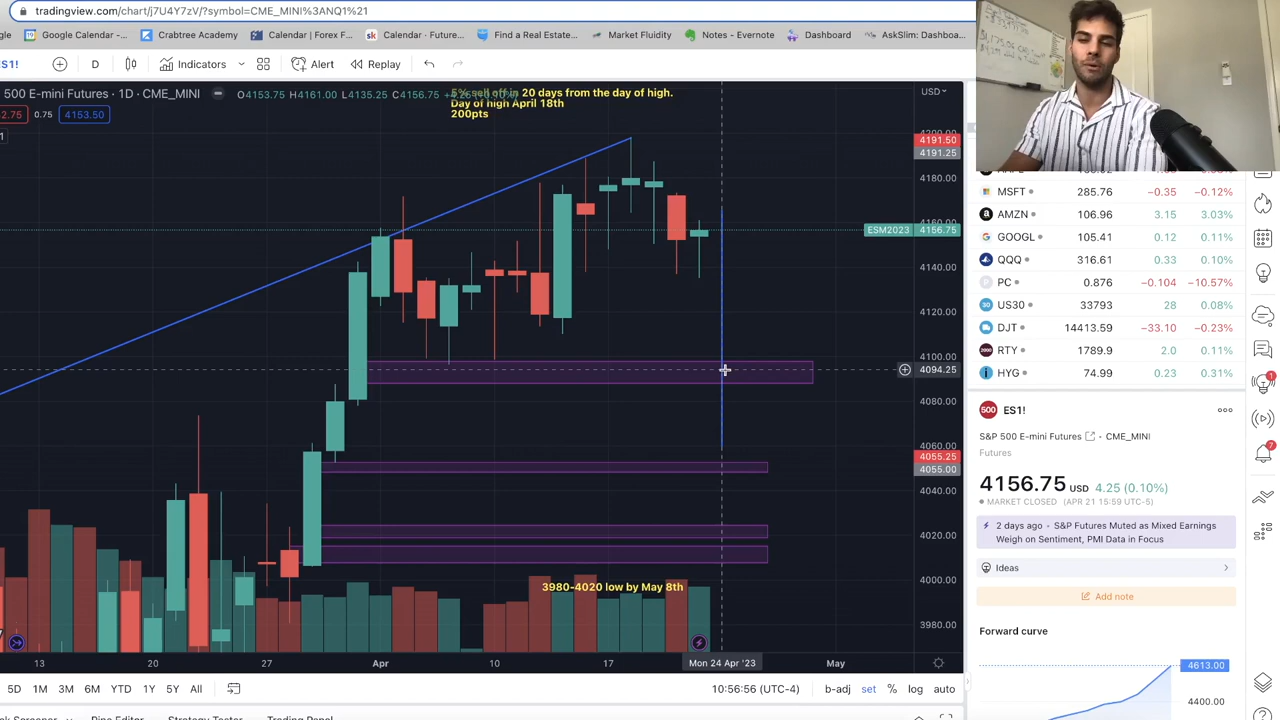 tradingview.com/chart/j7U4Y7zV/?symbol=CME_MINI%3ANQ1%21
Google Calendar -...
Crabtree Academy
Calendar | Forex F...
Calendar · Future...
Find a Real Estate...
Market Fluidity
Notes - Evernote
Dashboard
AskSlim: Dashboa...
ES1!
D
Indicators
Alert
Replay
500 E-mini Futures · 1D · CME_MINI
O4153.75 H4161.00 L4135.25 C4156.75
2.75
0.75
4153.50
5% sell off in 20 days from the day of high.
Day of high April 18th
200pts
USD
4200.00
4191.50
4191.25
4180.00
4160.00
ESM2023 4156.75
4140.00
4120.00
4100.00
4094.25
4080.00
4060.00
4055.25
4055.00
4040.00
4020.00
4000.00
3980.00
3980-4020 low by May 8th
13
20
27
Apr
10
17
Mon 24 Apr '23
May
5D
1M
3M
6M
YTD
1Y
5Y
All
10:56:56 (UTC-4)
b-adj
set
%
log
auto
Pine Editor
Strategy Tester
Trading Panel
MSFT 285.76 −0.35 −0.12%
AMZN 106.96 3.15 3.03%
GOOGL 105.41 0.12 0.11%
QQQ 316.61 0.33 0.10%
PC 0.876 −0.104 −10.57%
US30 33793 28 0.08%
DJT 14413.59 −33.10 −0.23%
RTY 1789.9 2.0 0.11%
HYG 74.99 0.23 0.31%
500 ES1!
S&P 500 E-mini Futures · CME_MINI
Futures
4156.75 USD 4.25 (0.10%)
MARKET CLOSED (APR 21 15:59 UTC-5)
2 days ago · S&P Futures Muted as Mixed Earnings
Weigh on Sentiment, PMI Data in Focus
Ideas
Add note
Forward curve
4613.00
4400.00